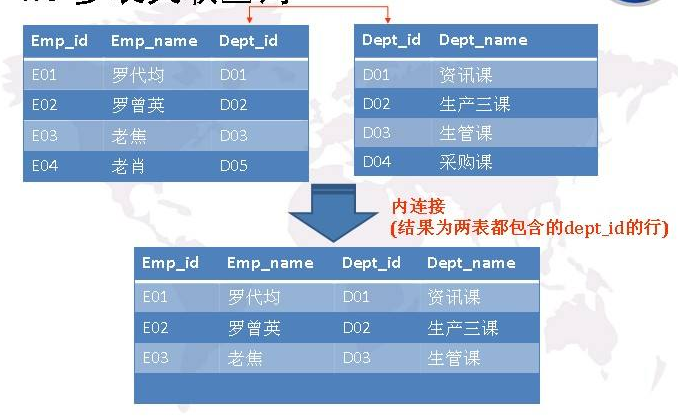 Emp_id Emp_name Dept_id
E01 罗代均 D01
E02 罗曾英 D02
E03 老焦 D03
E04 老肖 D05
Dept_id Dept_name
D01 资讯课
D02 生产三课
D03 生管课
D04 采购课
内连接
(结果为两表都包含的dept_id的行)
Emp_id Emp_name Dept_id Dept_name
E01 罗代均 D01 资讯课
E02 罗曾英 D02 生产三课
E03 老焦 D03 生管课